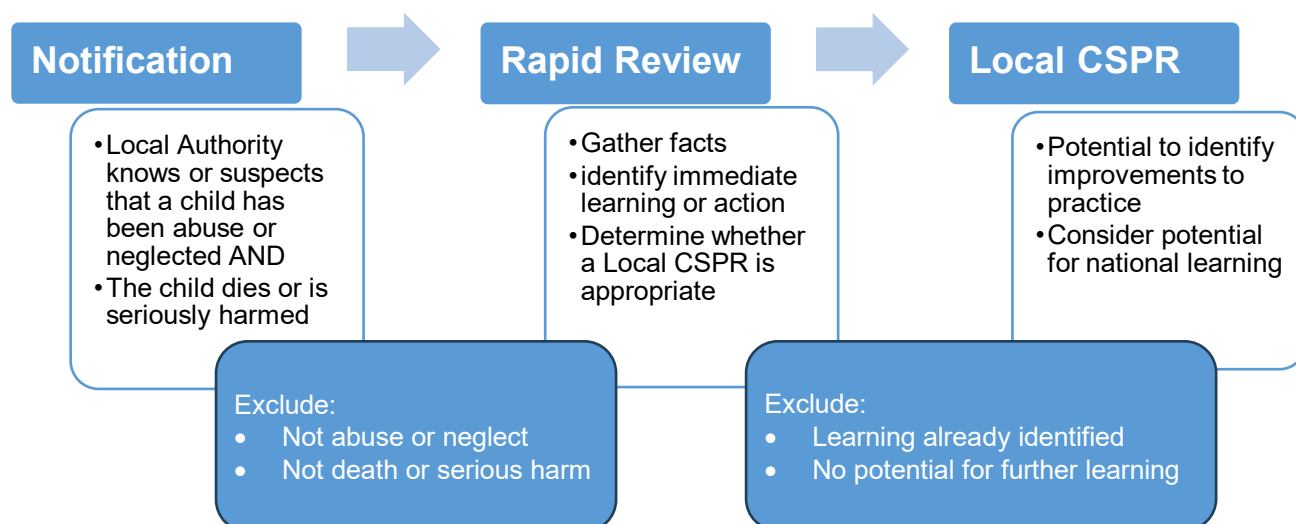 Notification
•Local Authority
knows or suspects
that a child has
been abuse or
neglected AND
•The child dies or is
seriously harmed
Exclude:
• Not abuse or neglect
• Not death or serious harm
Rapid Review
•Gather facts
•identify immediate
learning or action
•Determine whether
a Local CSPR is
appropriate
Exclude:
• Learning already identified
• No potential for further learning
Local CSPR
•Potential to identify
improvements to
practice
•Consider potential
for national learning